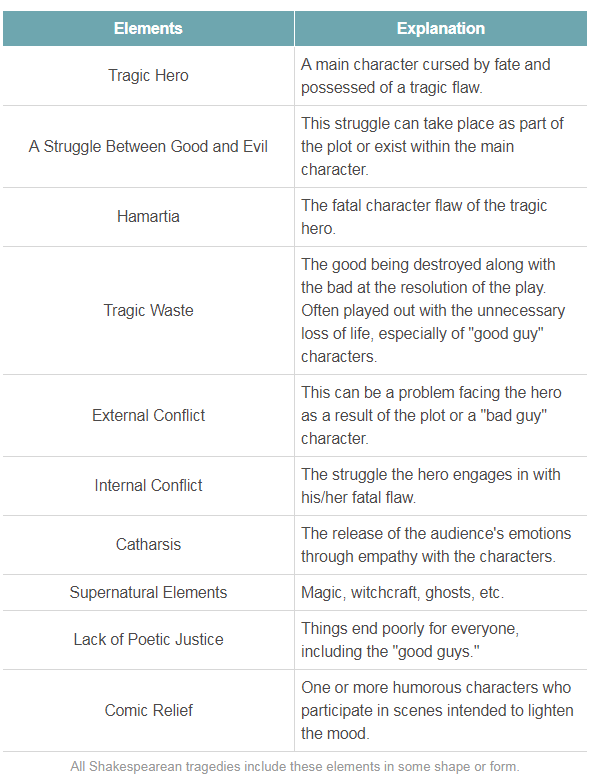 Elements Explanation
Tragic Hero
A main character cursed by fate and
possessed of a tragic flaw.
A Struggle Between Good and Evil
This struggle can take place as part of
the plot or exist within the main
character.
Hamartia
The fatal character flaw of the tragic
hero.
Tragic Waste
The good being destroyed along with
the bad at the resolution of the play.
Often played out with the unnecessary
loss of life, especially of "good guy"
characters.
External Conflict
This can be a problem facing the hero
as a result of the plot or a "bad guy"
character.
Internal Conflict
The struggle the hero engages in with
his/her fatal flaw.
Catharsis
The release of the audience's emotions
through empathy with the characters.
Supernatural Elements
Magic, witchcraft, ghosts, etc.
Lack of Poetic Justice
Things end poorly for everyone,
including the "good guys."
Comic Relief
One or more humorous characters who
participate in scenes intended to lighten
the mood.
All Shakespearean tragedies include these elements in some shape or form.